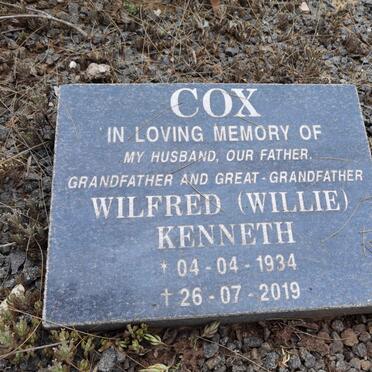 COX
IN LOVING MEMORY OF
MY HUSBAND, OUR FATHER,
GRANDFATHER AND GREAT-GRANDFATHER
WILFRED (WILLIE)
KENNETH
* 04-04-1934
✝ 26-07-2019